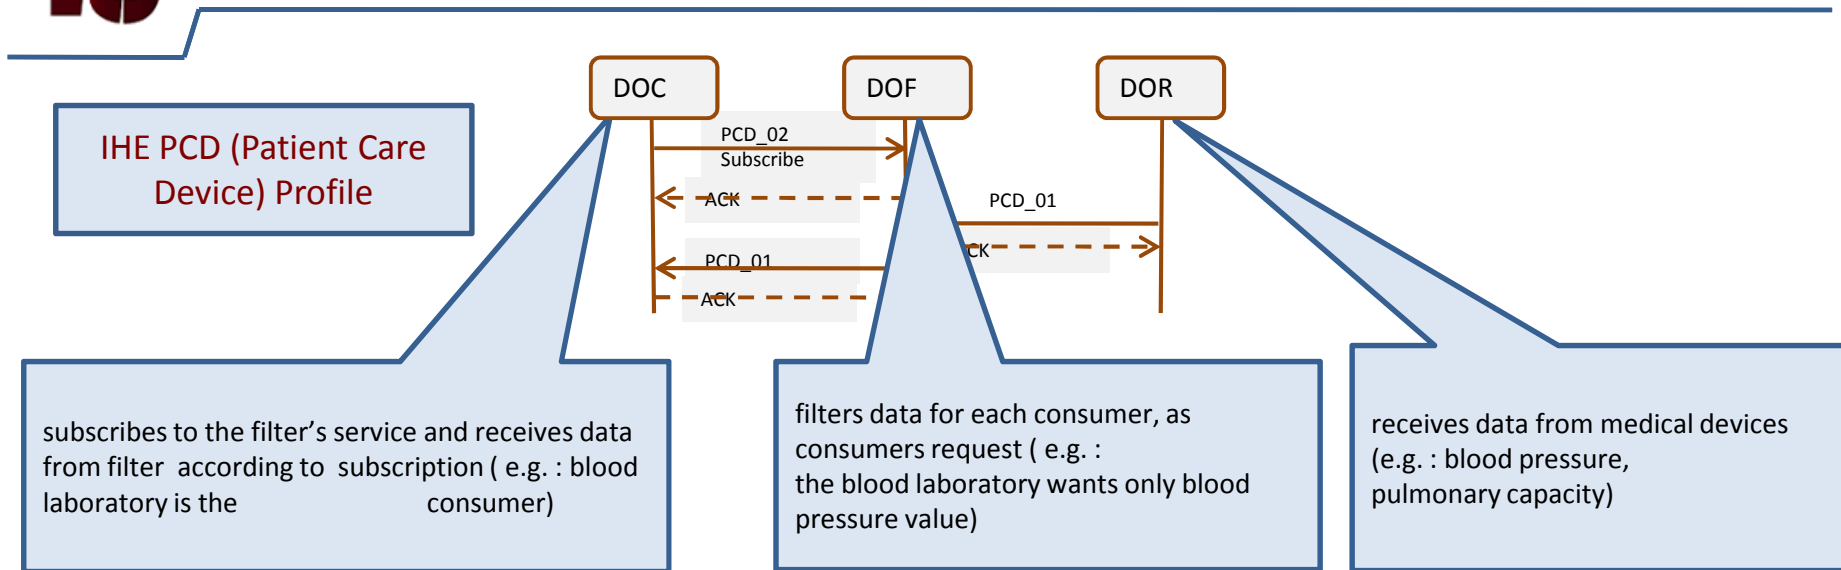 DOC
DOF
DOR
IHE PCD (Patient Care
Device) Profile
PCD_02
Subscribe
ACK
PCD_01
CK
PCD_01
ACK
subscribes to the filter’s service and receives data
from filter according to subscription ( e.g. : blood
laboratory is the consumer)
filters data for each consumer, as
consumers request ( e.g. :
the blood laboratory wants only blood
pressure value)
receives data from medical devices
(e.g. : blood pressure,
pulmonary capacity)